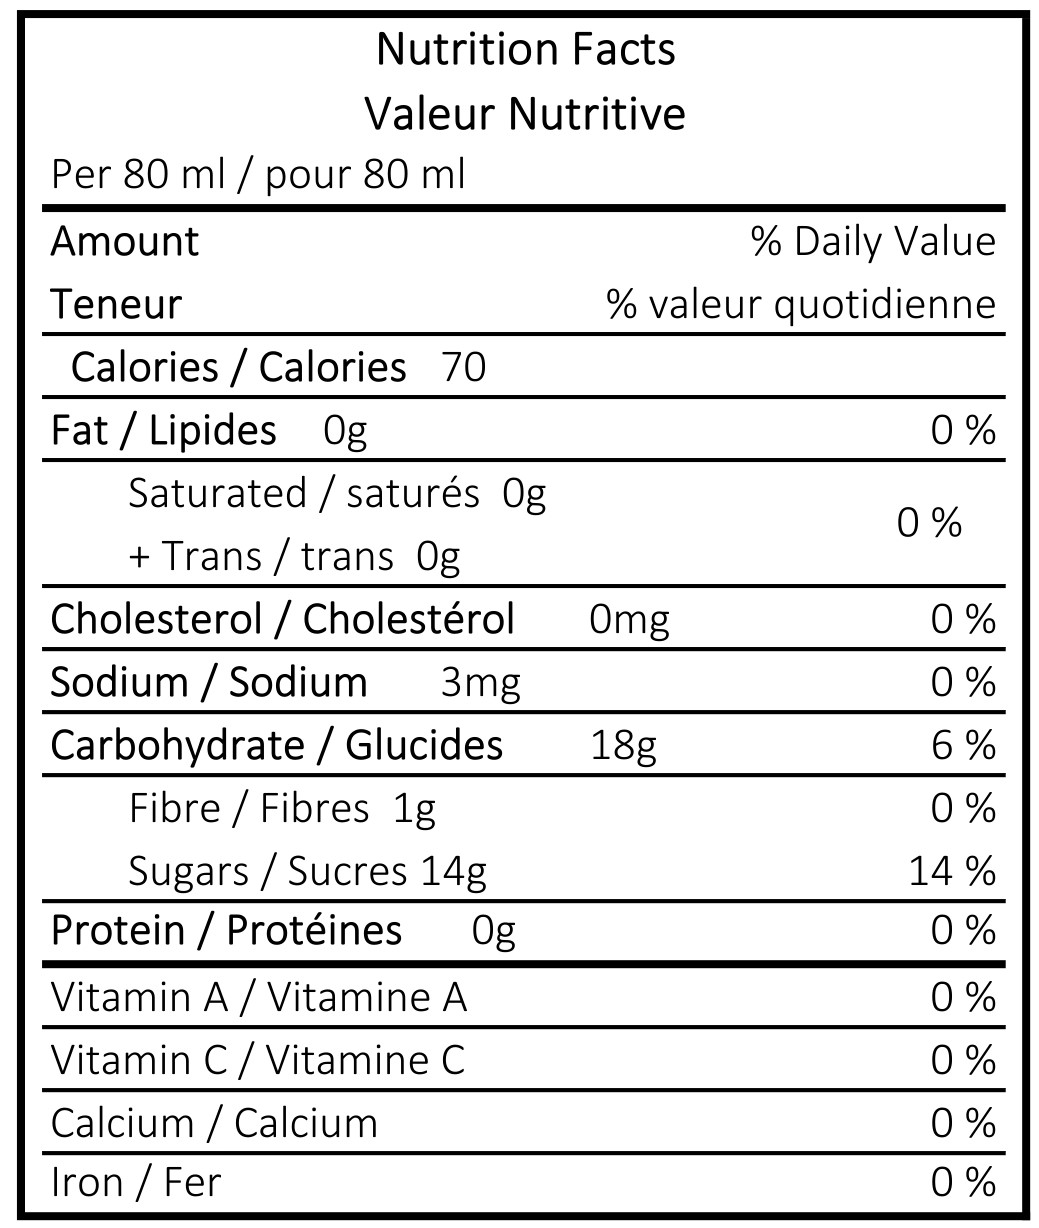 Nutrition Facts
Valeur Nutritive
Per 80 ml / pour 80 ml
Amount % Daily Value
Teneur % valeur quotidienne
Calories / Calories 70
Fat / Lipides 0g 0 %
Saturated / saturés 0g
0 %
+ Trans / trans 0g
Cholesterol / Cholestérol 0mg 0 %
Sodium / Sodium 3mg 0 %
Carbohydrate / Glucides 18g 6 %
Fibre / Fibres 1g 0 %
Sugars / Sucres 14g 14 %
Protein / Protéines 0g 0 %
Vitamin A / Vitamine A 0 %
Vitamin C / Vitamine C 0 %
Calcium / Calcium 0 %
Iron / Fer 0 %